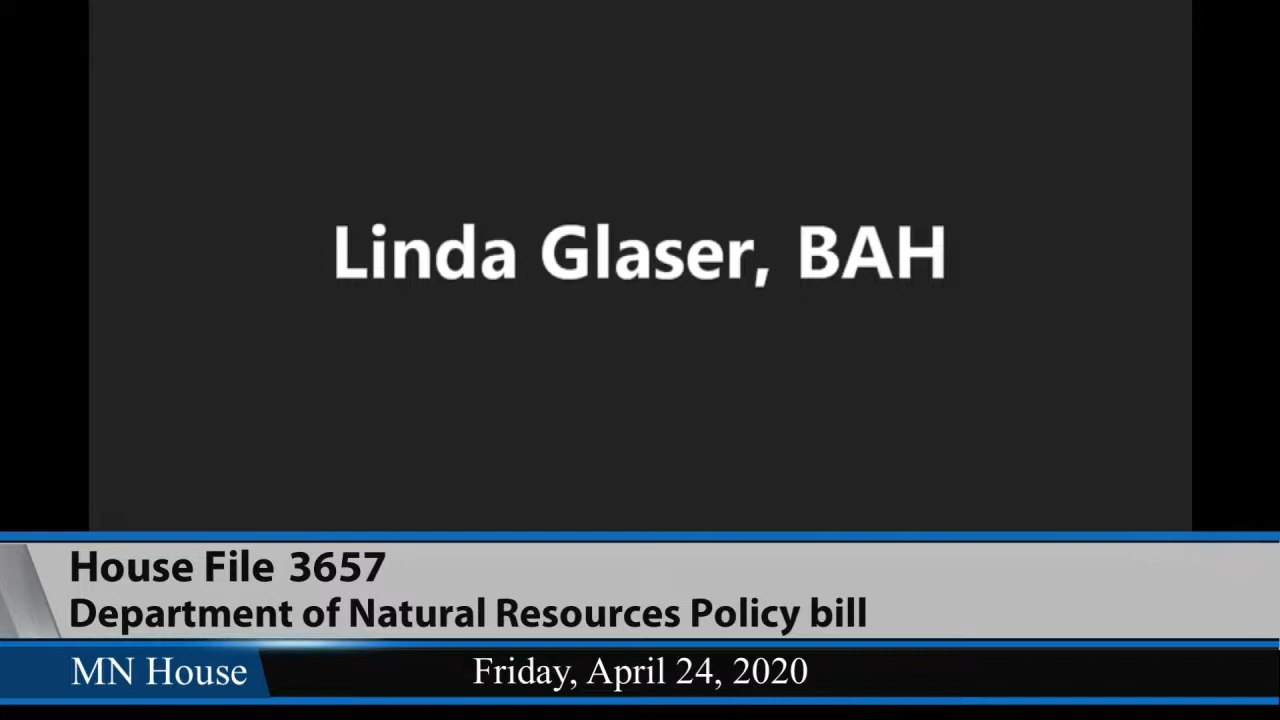 Linda Glaser, BAH
House File 3657
Department of Natural Resources Policy bill
MN House
Friday, April 24, 2020